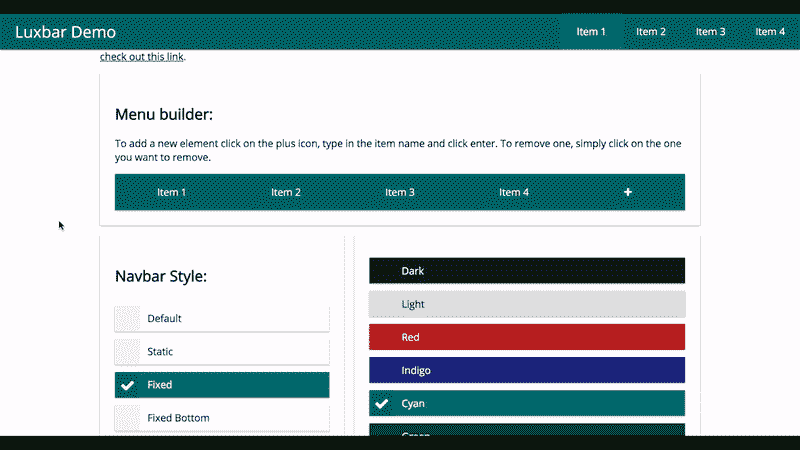 Luxbar Demo
Item 1
Item 2
Item 3
Item 4
check out this link.
Menu builder:
To add a new element click on the plus icon, type in the item name and click enter. To remove one, simply click on the one
you want to remove.
Item 1
Item 2
Item 3
Item 4
+
Navbar Style:
Default
Static
Fixed
Fixed Bottom
Dark
Light
Red
Indigo
Cyan
Green